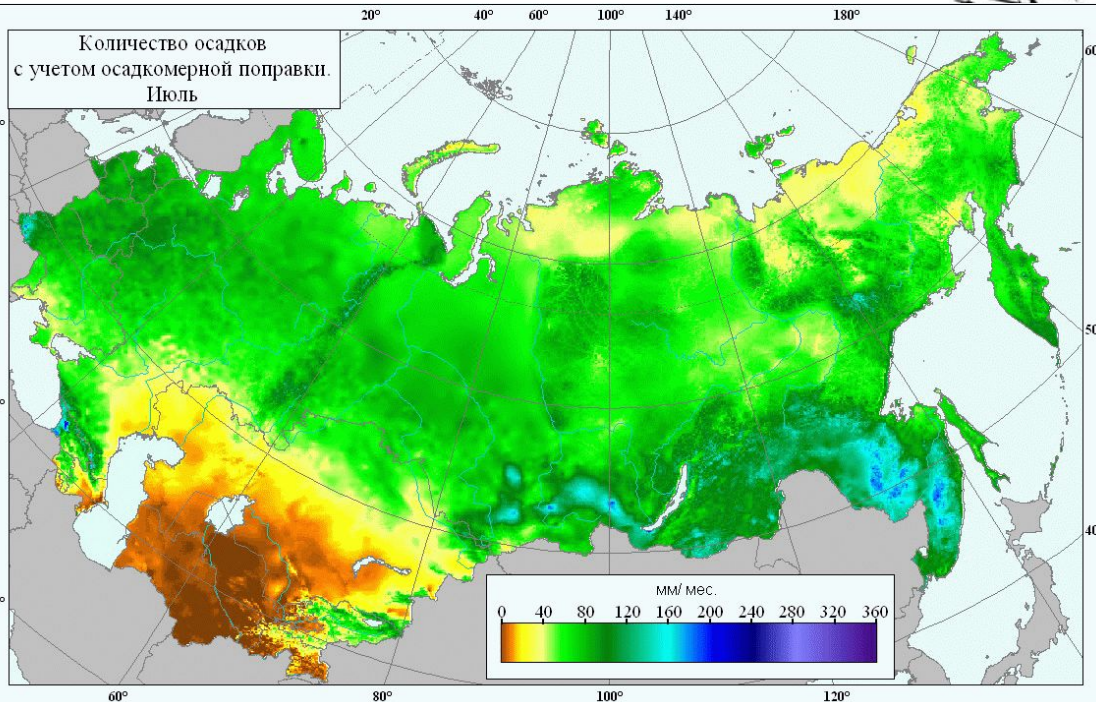 20° 40° 60° 100° 140° 180°
Количество осадков
с учетом осадкомерной поправки.
Июль
60
50
40
мм/ мес.
0 40 80 120 160 200 240 280 320 360
60° 80° 100° 120°